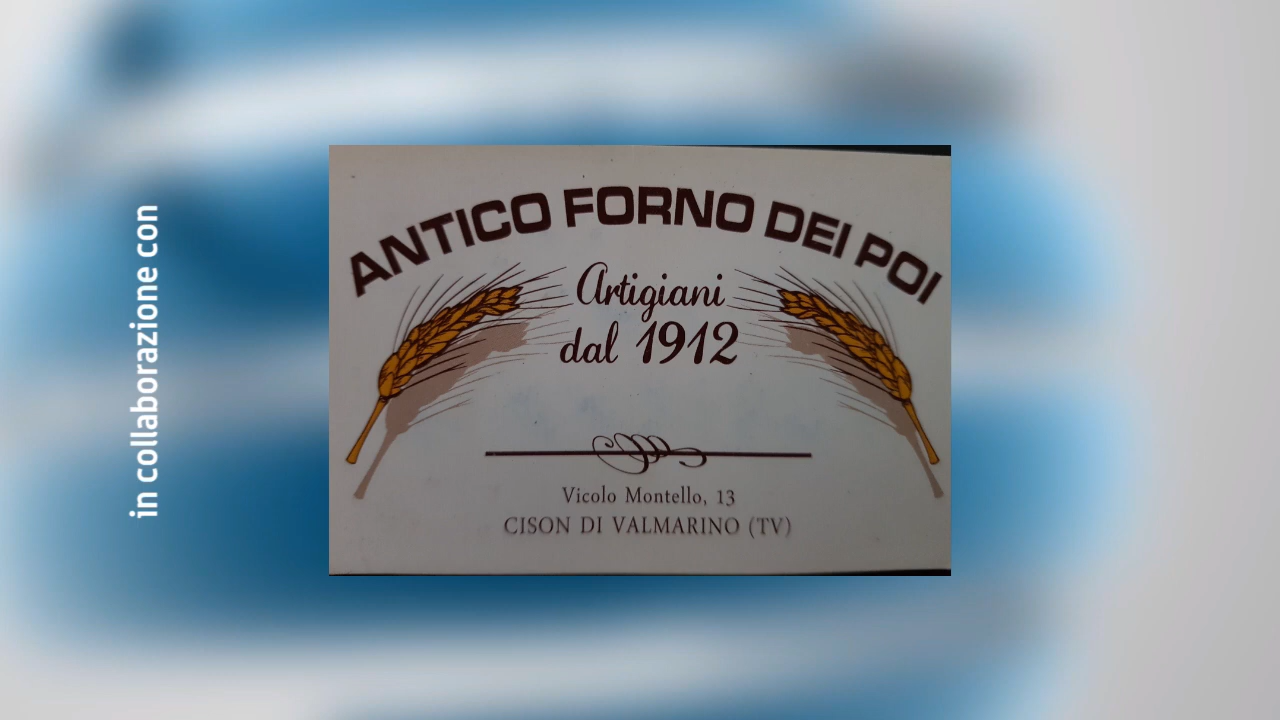 in collaborazione con
ANTICO FORNO DEI POI
Artigiani
dal 1912
Vicolo Montello, 13
CISON DI VALMARINO (TV)